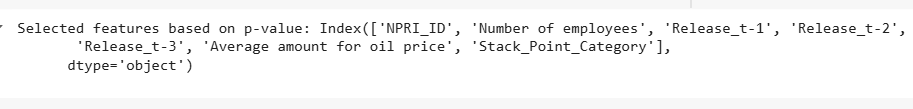 Selected features based on p-value: Index(['NPRI_ID', 'Number of employees', 'Release_t-1', 'Release_t-2',
'Release_t-3', 'Average amount for oil price', 'Stack_Point_Category'],
dtype='object')